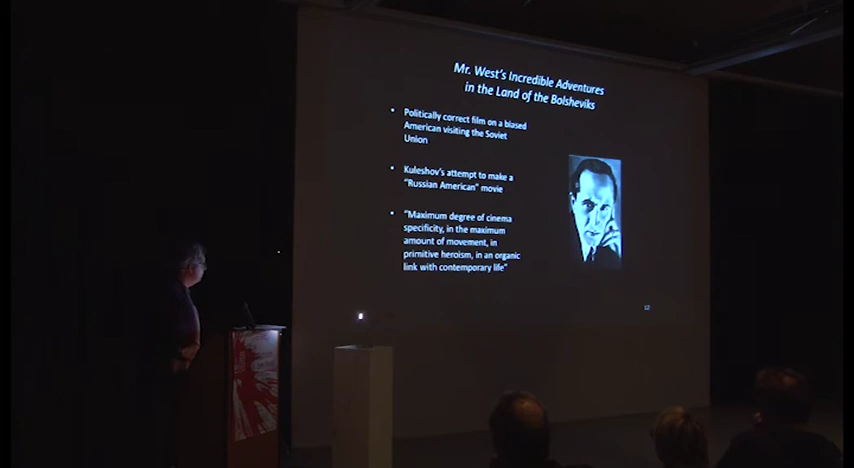 Mr. West's Incredible Adventures
in the Land of the Bolsheviks
• Politically correct film on a biased
American visiting the Soviet
Union
• Kuleshov's attempt to make a
"Russian American" movie
• "Maximum degree of cinema
specificity, in the maximum
amount of movement, in
primitive heroism, in an organic
link with contemporary life"